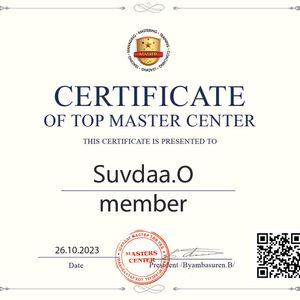 MASTER
CERTIFICATE
OF TOP MASTER CENTER
THIS CERTIFICATE IS PRESENTED TO
Suvdaa.O
member
26.10.2023
Date
President /Byambasuren.B/
MASTERS
CENTER